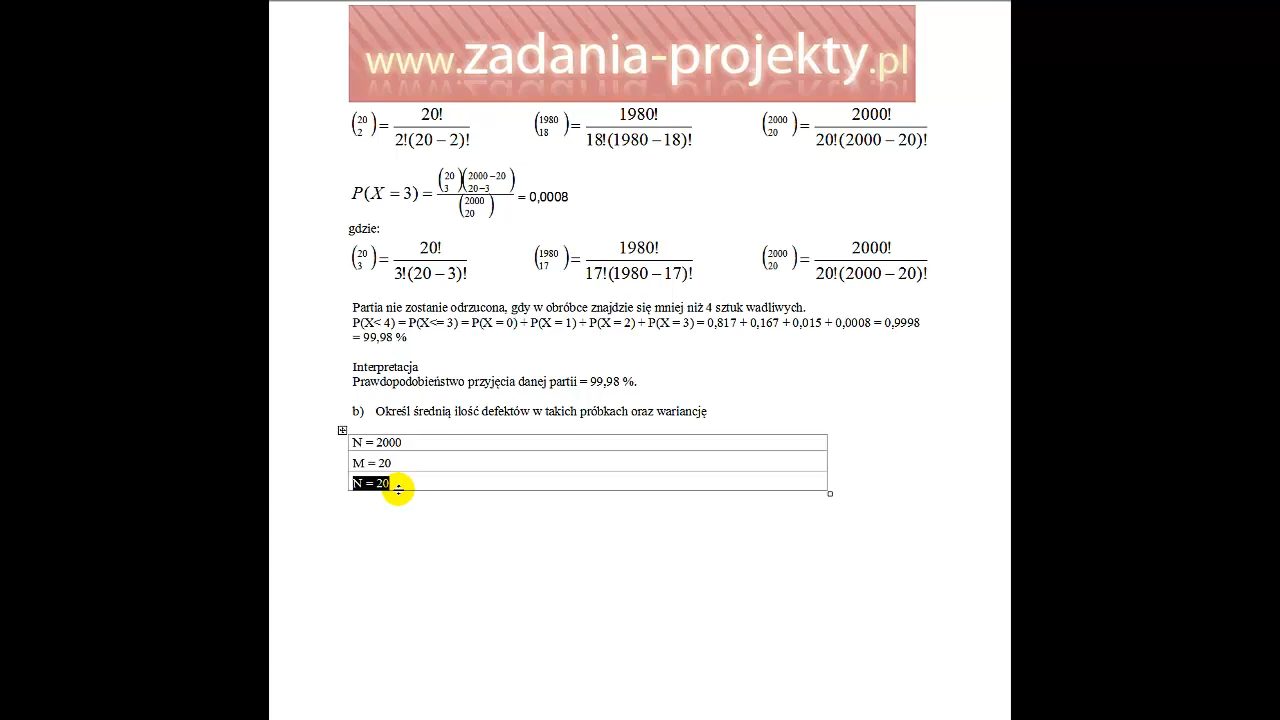 www.zadania-projekty.pl
(20 2) = 20! / 2!(20 − 2)! (1980 18) = 1980! / 18!(1980 − 18)! (2000 20) = 2000! / 20!(2000 − 20)!
P(X = 3) = (20 3)(2000 − 20 20 − 3) / (2000 20) = 0,0008
gdzie:
(20 3) = 20! / 3!(20 − 3)! (1980 17) = 1980! / 17!(1980 − 17)! (2000 20) = 2000! / 20!(2000 − 20)!
Partia nie zostanie odrzucona, gdy w obróbce znajdzie się mniej niż 4 sztuk wadliwych.
P(X< 4) = P(X<= 3) = P(X = 0) + P(X = 1) + P(X = 2) + P(X = 3) = 0,817 + 0,167 + 0,015 + 0,0008 = 0,9998
= 99,98 %
Interpretacja
Prawdopodobieństwo przyjęcia danej partii = 99,98 %.
b) Określ średnią ilość defektów w takich próbkach oraz wariancję
N = 2000
M = 20
N = 20